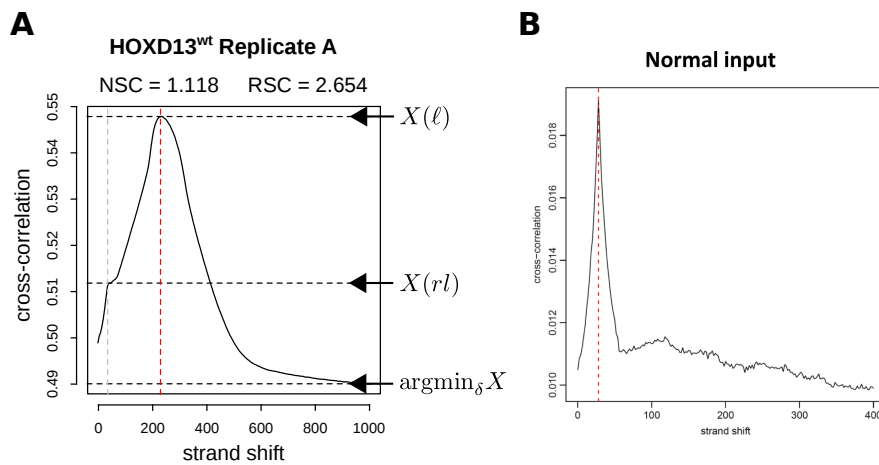 A
HOXD13wt Replicate A
NSC = 1.118 RSC = 2.654
0.55
0.54
0.53
0.52
0.51
0.50
0.49
cross-correlation
0 200 400 600 800 1000
strand shift
X(ℓ)
X(rl)
argminδ X
B
Normal input
0.018
0.016
0.014
0.012
0.010
cross−correlation
0 100 200 300 400
strand shift